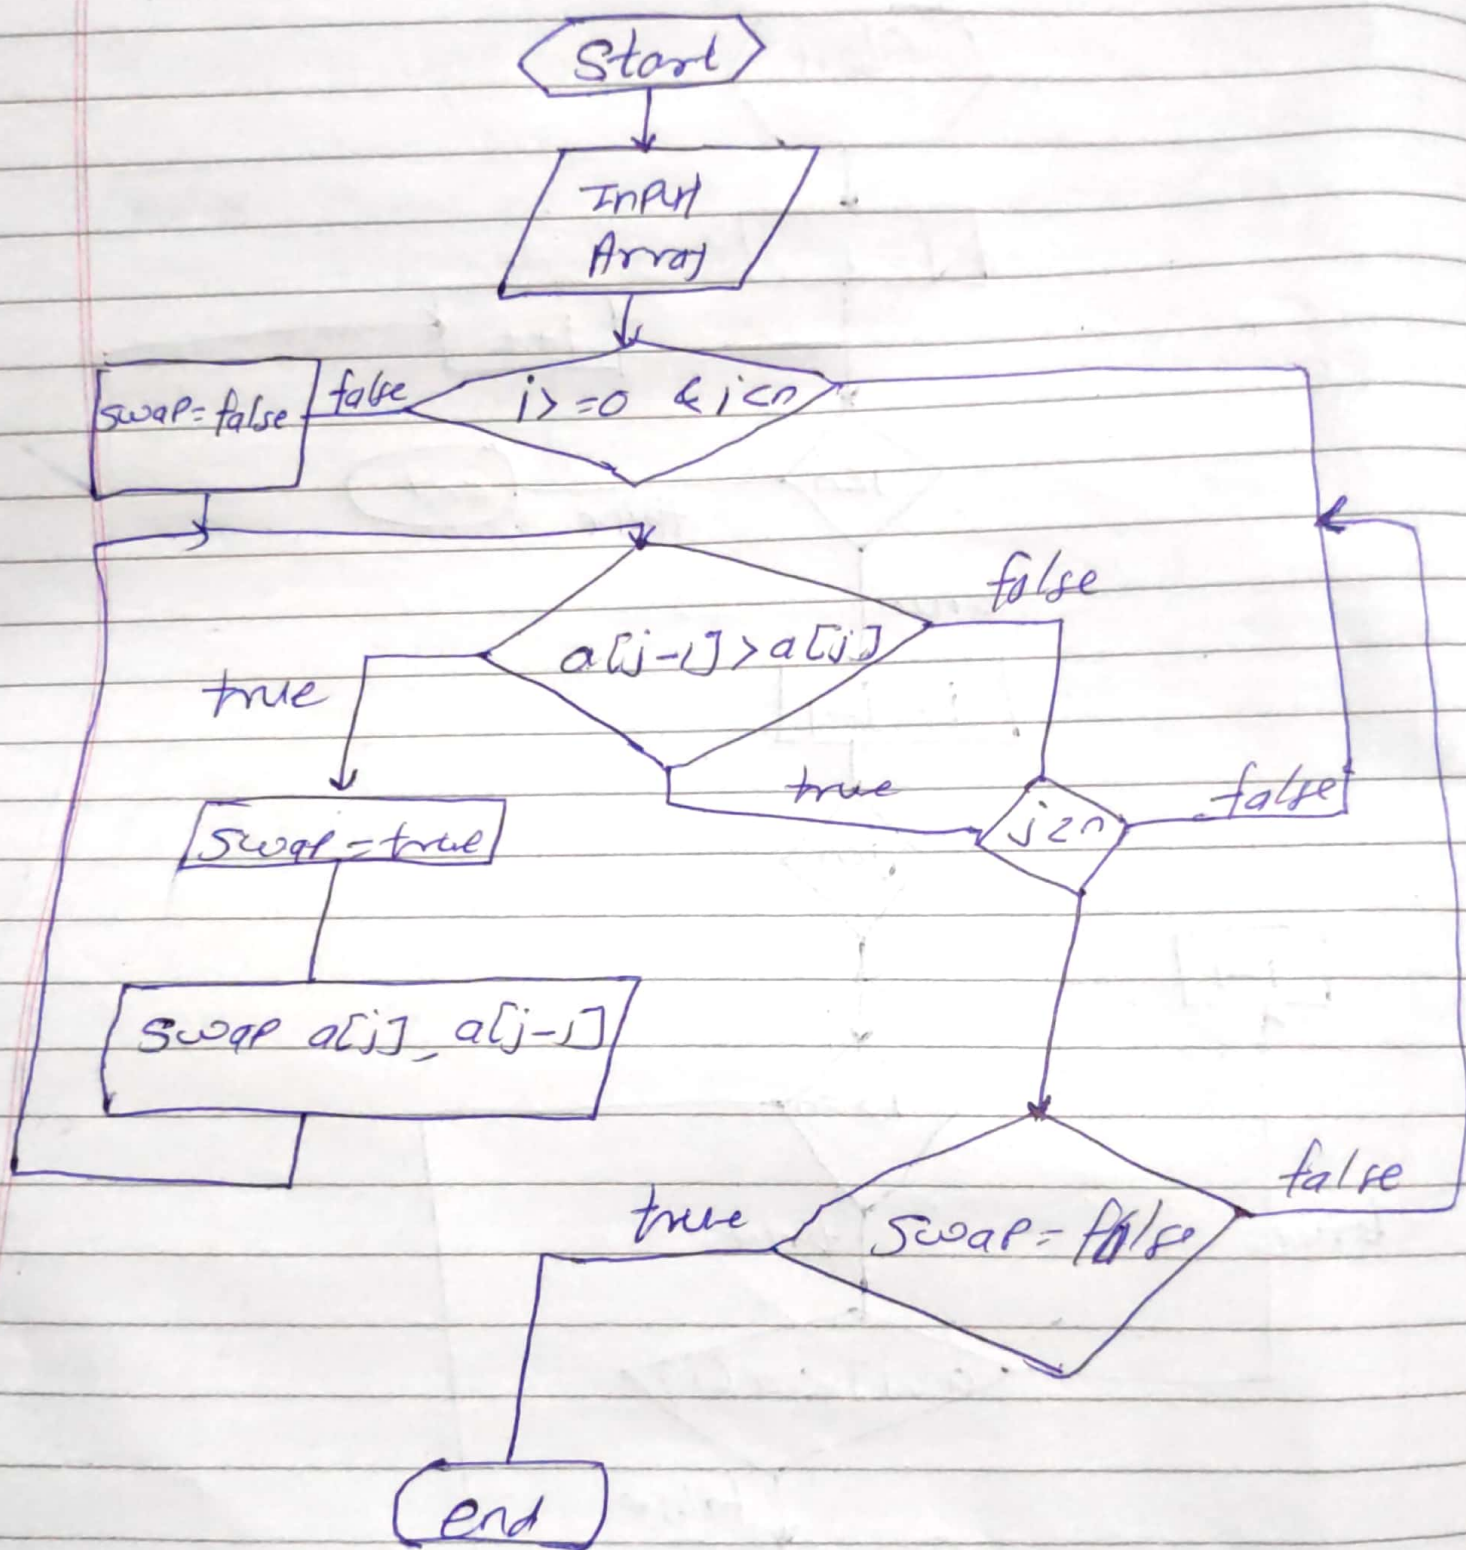 Start
Input
Array
i>=0 & i<n
false
swap=false
a[j-1]>a[j]
false
true
true
j<n
false
Swap=true
Swap a[j]_a[j-1]
Swap=false
false
true
end